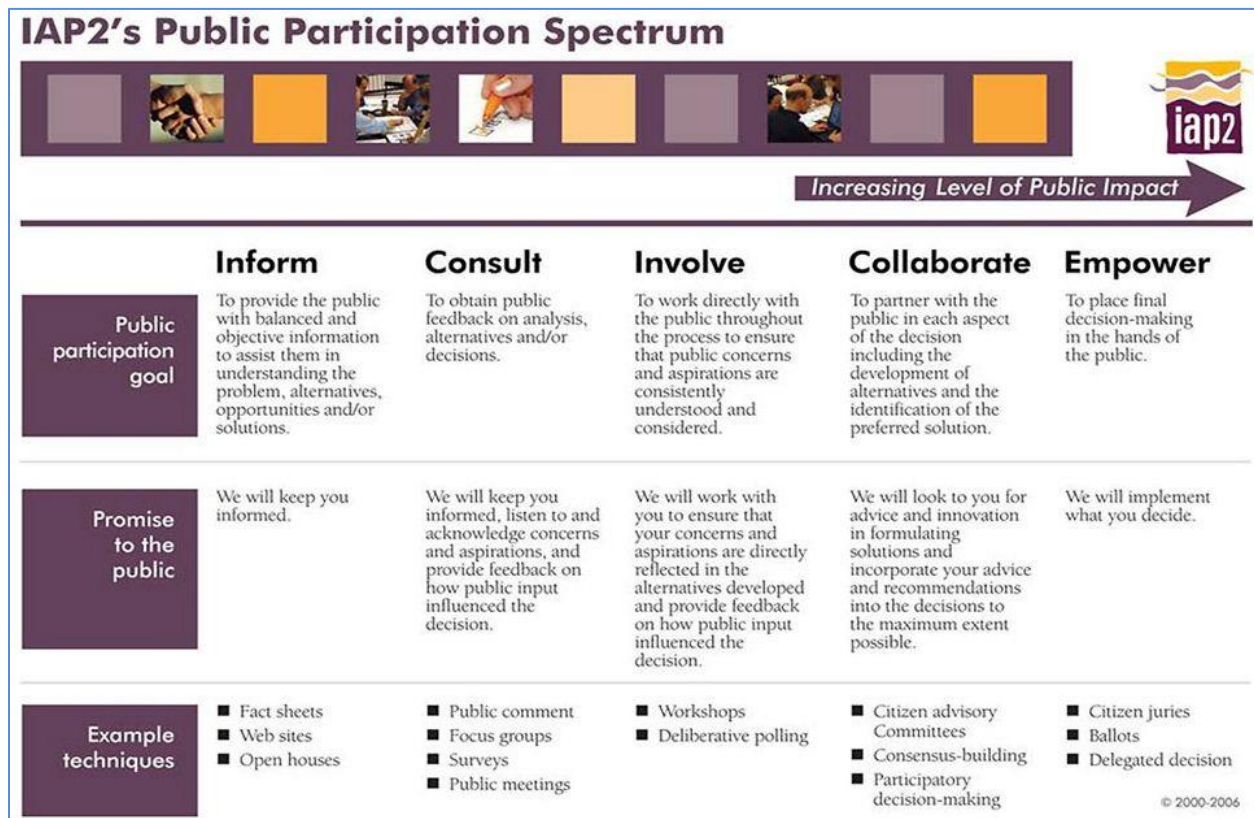 IAP2's Public Participation Spectrum
iap2
Increasing Level of Public Impact
Inform
Consult
Involve
Collaborate
Empower
Public
participation
goal
To provide the public
with balanced and
objective information
to assist them in
understanding the
problem, alternatives,
opportunities and/or
solutions.
To obtain public
feedback on analysis,
alternatives and/or
decisions.
To work directly with
the public throughout
the process to ensure
that public concerns
and aspirations are
consistently
understood and
considered.
To partner with the
public in each aspect
of the decision
including the
development of
alternatives and the
identification of the
preferred solution.
To place final
decision-making
in the hands of
the public.
Promise
to the
public
We will keep you
informed.
We will keep you
informed, listen to and
acknowledge concerns
and aspirations, and
provide feedback on
how public input
influenced the
decision.
We will work with
you to ensure that
your concerns and
aspirations are directly
reflected in the
alternatives developed
and provide feedback
on how public input
influenced the
decision.
We will look to you for
advice and innovation
in formulating
solutions and
incorporate your advice
and recommendations
into the decisions to
the maximum extent
possible.
We will implement
what you decide.
Example
techniques
■ Fact sheets
■ Web sites
■ Open houses
■ Public comment
■ Focus groups
■ Surveys
■ Public meetings
■ Workshops
■ Deliberative polling
■ Citizen advisory
Committees
■ Consensus-building
■ Participatory
decision-making
■ Citizen juries
■ Ballots
■ Delegated decision
© 2000-2006